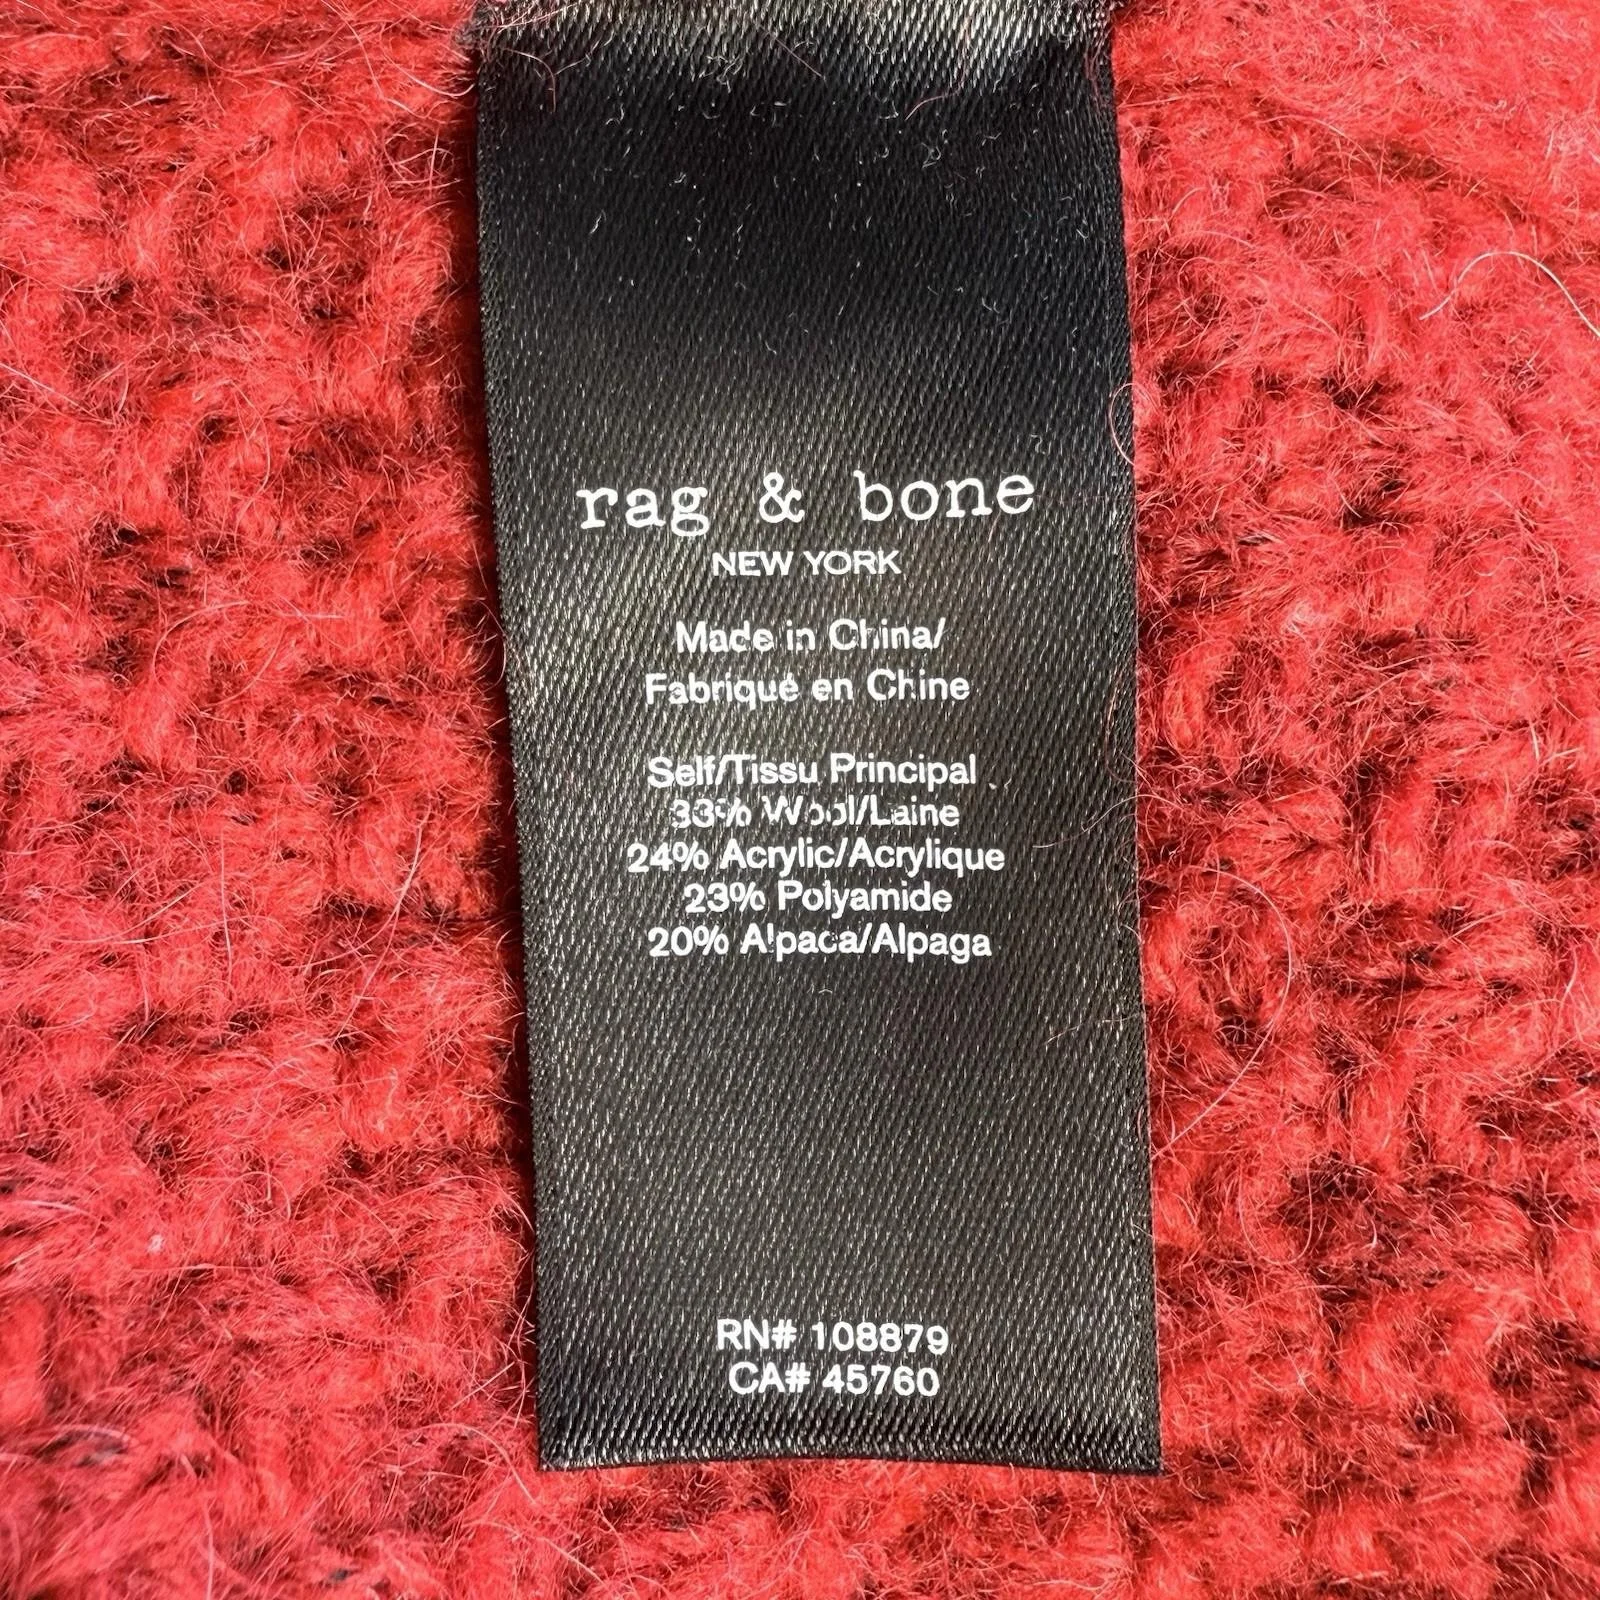 rag & bone
NEW YORK
Made in China/
Fabriqué en Chine
Self/Tissu Principal
33% Wool/Laine
24% Acrylic/Acrylique
23% Polyamide
20% Alpaca/Alpaga
RN# 108879
CA# 45760